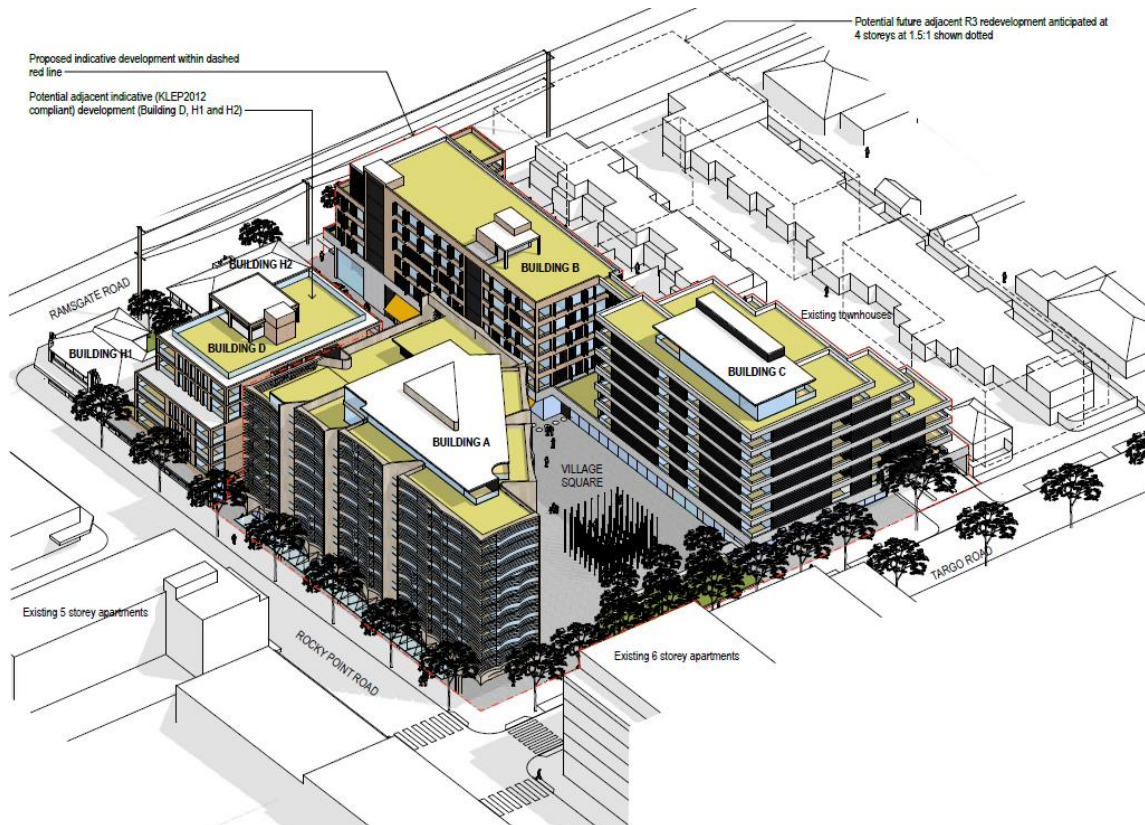 Potential future adjacent R3 redevelopment anticipated at
4 storeys at 1.5:1 shown dotted
Proposed indicative development within dashed
red line
Potential adjacent indicative (KLEP2012
compliant) development (Building D, H1 and H2)
BUILDING H2
BUILDING B
RAMSGATE ROAD
Existing townhouses
BUILDING D
BUILDING H1
BUILDING C
BUILDING A
VILLAGE
SQUARE
TARGO ROAD
Existing 5 storey apartments
ROCKY POINT ROAD
Existing 6 storey apartments